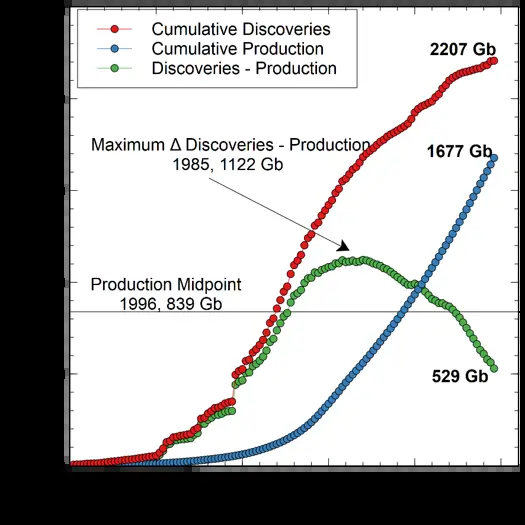 Cumulative Discoveries
Cumulative Production
Discoveries - Production
2207 Gb
Maximum Δ Discoveries - Production
1985, 1122 Gb
1677 Gb
Production Midpoint
1996, 839 Gb
529 Gb